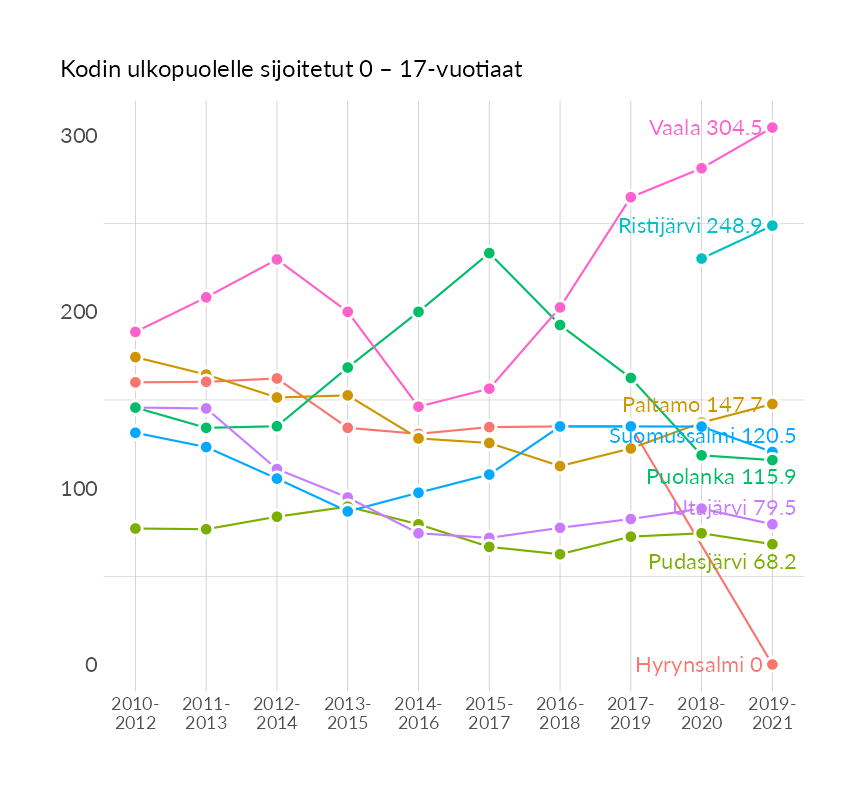 Kodin ulkopuolelle sijoitetut 0 – 17-vuotiaat
300
200
100
0
Vaala 304.5
Ristijärvi 248.9
Paltamo 147.7
Suomussalmi 120.5
Puolanka 115.9
Utajärvi 79.5
Pudasjärvi 68.2
Hyrynsalmi 0
2010-
2012
2011-
2013
2012-
2014
2013-
2015
2014-
2016
2015-
2017
2016-
2018
2017-
2019
2018-
2020
2019-
2021